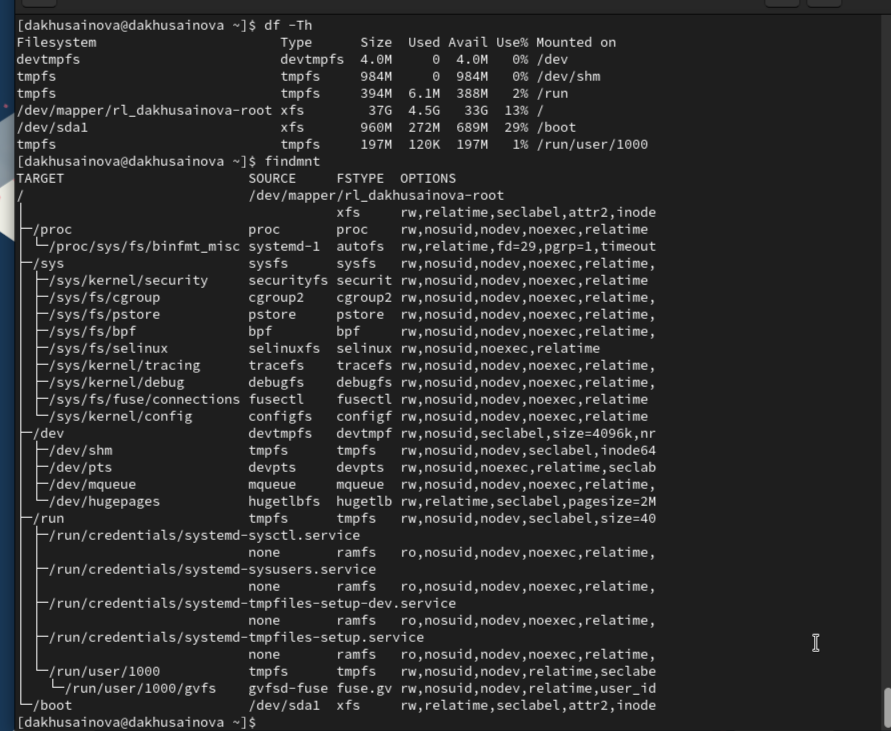 [dakhusainova@dakhusainova ~]$ df -Th
Filesystem                       Type      Size  Used Avail Use% Mounted on
devtmpfs                         devtmpfs  4.0M     0  4.0M   0% /dev
tmpfs                            tmpfs     984M     0  984M   0% /dev/shm
tmpfs                            tmpfs     394M  6.1M  388M   2% /run
/dev/mapper/rl_dakhusainova-root xfs        37G  4.5G   33G  13% /
/dev/sda1                        xfs       960M  272M  689M  29% /boot
tmpfs                            tmpfs     197M  120K  197M   1% /run/user/1000
[dakhusainova@dakhusainova ~]$ findmnt
TARGET                       SOURCE     FSTYPE  OPTIONS
/                            /dev/mapper/rl_dakhusainova-root
│                                       xfs     rw,relatime,seclabel,attr2,inode
├─/proc                      proc       proc    rw,nosuid,nodev,noexec,relatime
│ └─/proc/sys/fs/binfmt_misc systemd-1  autofs  rw,relatime,fd=29,pgrp=1,timeout
├─/sys                       sysfs      sysfs   rw,nosuid,nodev,noexec,relatime,
│ ├─/sys/kernel/security     securityfs securit rw,nosuid,nodev,noexec,relatime
│ ├─/sys/fs/cgroup           cgroup2    cgroup2 rw,nosuid,nodev,noexec,relatime,
│ ├─/sys/fs/pstore           pstore     pstore  rw,nosuid,nodev,noexec,relatime,
│ ├─/sys/fs/bpf              bpf        bpf     rw,nosuid,nodev,noexec,relatime,
│ ├─/sys/fs/selinux          selinuxfs  selinux rw,nosuid,noexec,relatime
│ ├─/sys/kernel/tracing      tracefs    tracefs rw,nosuid,nodev,noexec,relatime,
│ ├─/sys/kernel/debug        debugfs    debugfs rw,nosuid,nodev,noexec,relatime,
│ ├─/sys/fs/fuse/connections fusectl    fusectl rw,nosuid,nodev,noexec,relatime
│ └─/sys/kernel/config       configfs   configf rw,nosuid,nodev,noexec,relatime
├─/dev                       devtmpfs   devtmpf rw,nosuid,seclabel,size=4096k,nr
│ ├─/dev/shm                 tmpfs      tmpfs   rw,nosuid,nodev,seclabel,inode64
│ ├─/dev/pts                 devpts     devpts  rw,nosuid,noexec,relatime,seclab
│ ├─/dev/mqueue              mqueue     mqueue  rw,nosuid,nodev,noexec,relatime,
│ └─/dev/hugepages           hugetlbfs  hugetlb rw,relatime,seclabel,pagesize=2M
├─/run                       tmpfs      tmpfs   rw,nosuid,nodev,seclabel,size=40
│ ├─/run/credentials/systemd-sysctl.service
│ │                          none       ramfs   ro,nosuid,nodev,noexec,relatime,
│ ├─/run/credentials/systemd-sysusers.service
│ │                          none       ramfs   ro,nosuid,nodev,noexec,relatime,
│ ├─/run/credentials/systemd-tmpfiles-setup-dev.service
│ │                          none       ramfs   ro,nosuid,nodev,noexec,relatime,
│ ├─/run/credentials/systemd-tmpfiles-setup.service
│ │                          none       ramfs   ro,nosuid,nodev,noexec,relatime,
│ └─/run/user/1000           tmpfs      tmpfs   rw,nosuid,nodev,relatime,seclabe
│   └─/run/user/1000/gvfs    gvfsd-fuse fuse.gv rw,nosuid,nodev,relatime,user_id
└─/boot                      /dev/sda1  xfs     rw,relatime,seclabel,attr2,inode
[dakhusainova@dakhusainova ~]$